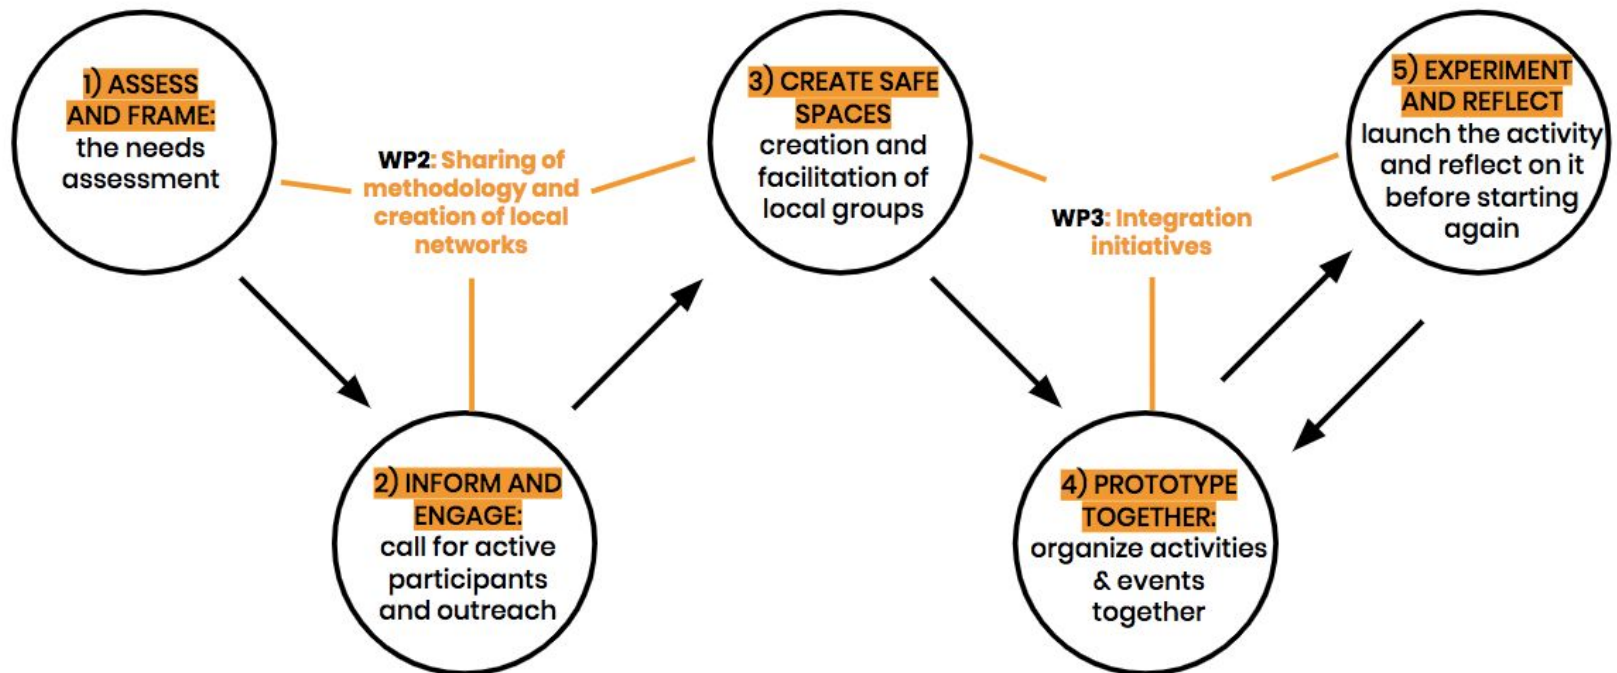 1) ASSESS
AND FRAME:
the needs
assessment
WP2: Sharing of
methodology and
creation of local
networks
2) INFORM AND
ENGAGE:
call for active
participants
and outreach
3) CREATE SAFE
SPACES
creation and
facilitation of
local groups
WP3: Integration
initiatives
4) PROTOTYPE
TOGETHER:
organize activities
& events
together
5) EXPERIMENT
AND REFLECT
launch the activity
and reflect on it
before starting
again